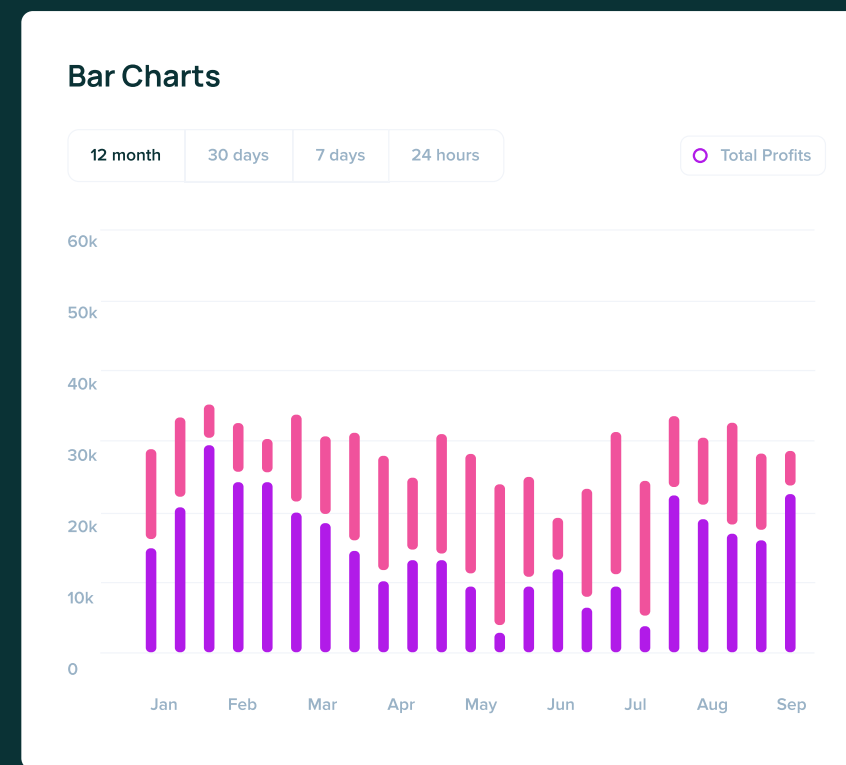 Bar Charts
12 month 30 days 7 days 24 hours Total Profits
60k
50k
40k
30k
20k
10k
0
Jan Feb Mar Apr May Jun Jul Aug Sep